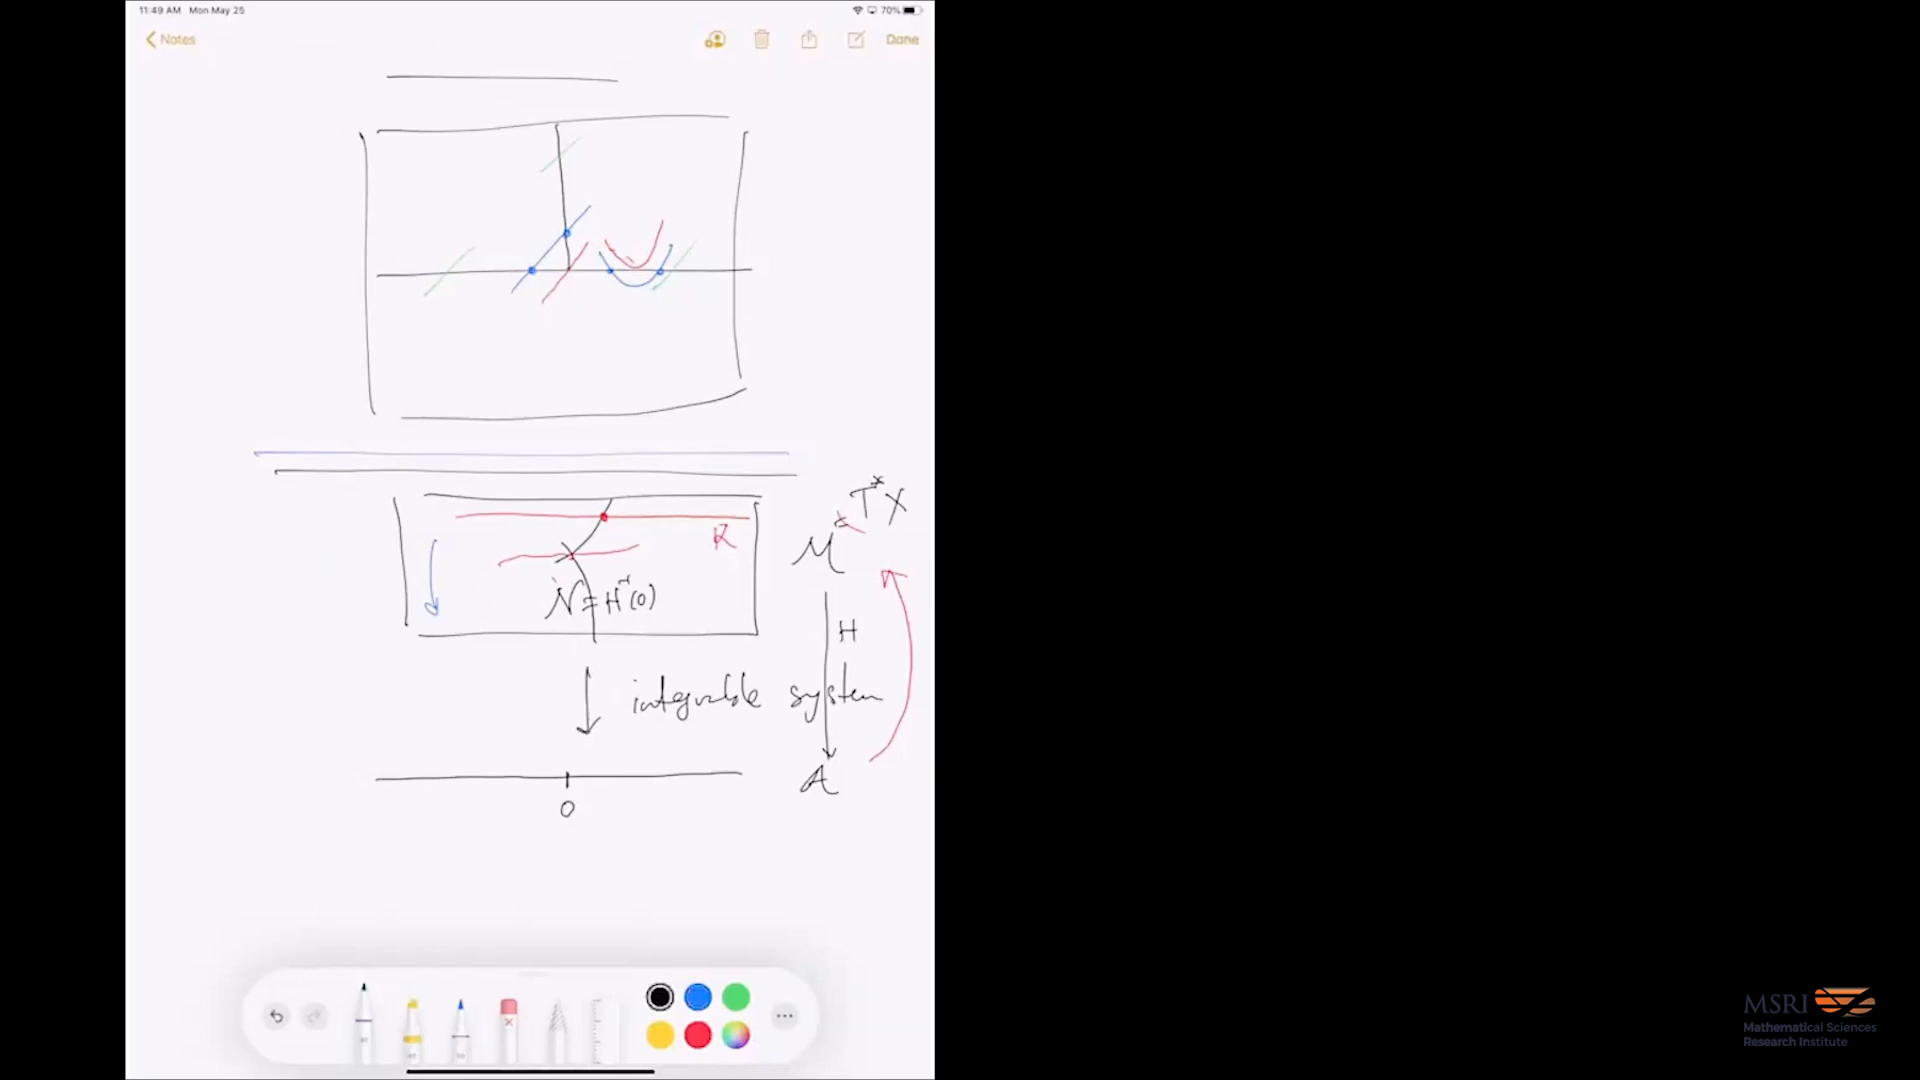 11:49 AM Mon May 25
70%
Notes
Done
T*X
M
R
N = H⁻¹(0)
H
integrable system
A
0
MSRI
Mathematical Sciences
Research Institute